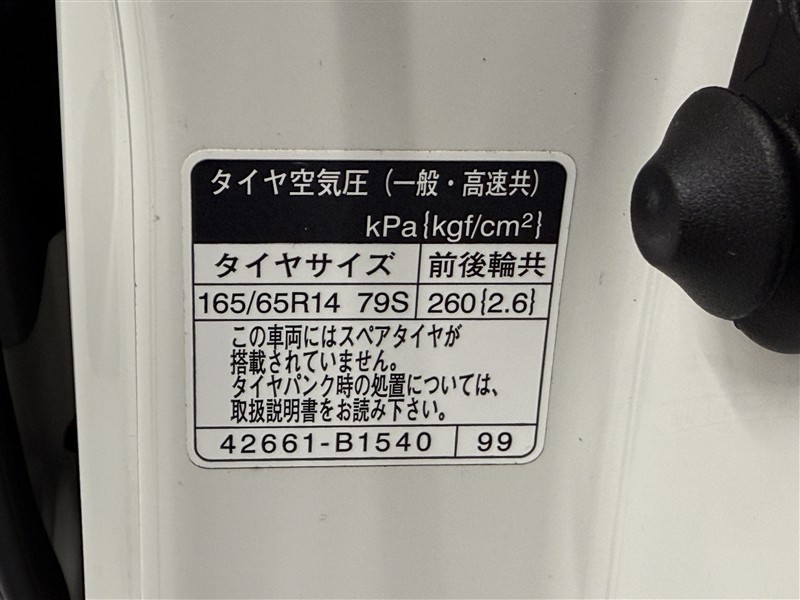 タイヤ空気圧（一般・高速共）
kPa{kgf/cm²}
タイヤサイズ 前後輪共
165/65R14 79S 260{2.6}
この車両にはスペアタイヤが
搭載されていません。
タイヤパンク時の処置については、
取扱説明書をお読み下さい。
42661-B1540 99